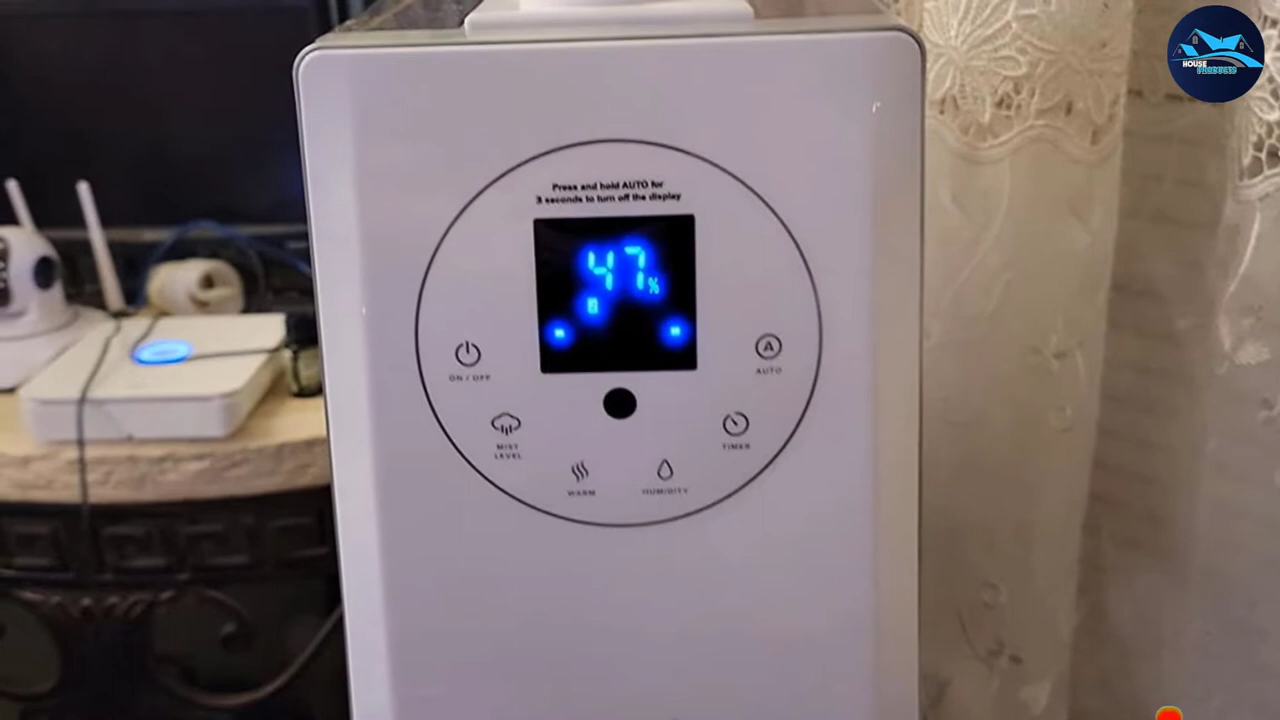 HOUSE
PRODUCTS
Press and hold AUTO for
3 seconds to turn off the display
47%
ON / OFF
A
AUTO
MIST
LEVEL
TIMER
WARM
HUMIDITY